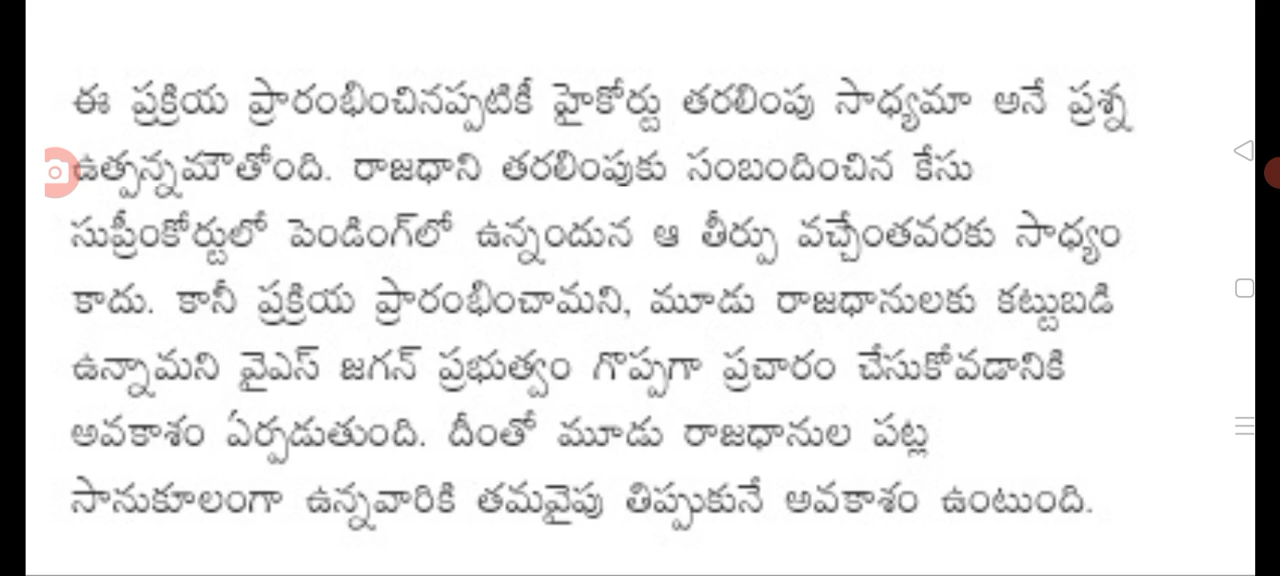 ఈ ప్రక్రియ ప్రారంభించినప్పటికీ హైకోర్టు తరలింపు సాధ్యమా అనే ప్రశ్న
ఉత్పన్నమౌతోంది. రాజధాని తరలింపుకు సంబందించిన కేసు
సుప్రీంకోర్టులో పెండింగ్‌లో ఉన్నందున ఆ తీర్పు వచ్చేంతవరకు సాధ్యం
కాదు. కానీ ప్రక్రియ ప్రారంభించామని, మూడు రాజధానులకు కట్టుబడి
ఉన్నామని వైఎస్ జగన్ ప్రభుత్వం గొప్పగా ప్రచారం చేసుకోవడానికి
అవకాశం ఏర్పడుతుంది. దీంతో మూడు రాజధానుల పట్ల
సానుకూలంగా ఉన్నవారికి తమవైపు తిప్పుకునే అవకాశం ఉంటుంది.